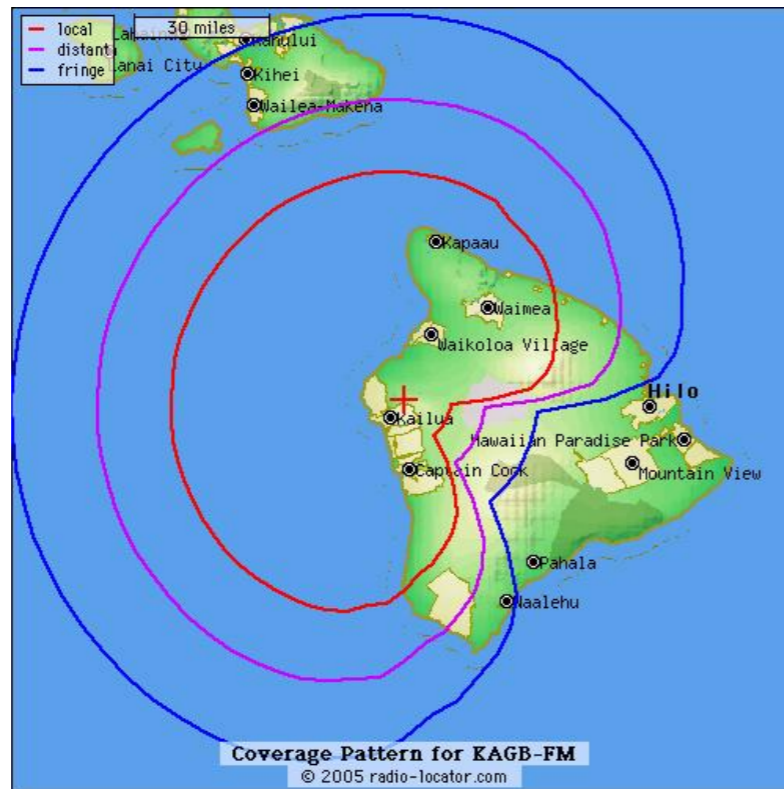 local
distant
fringe
30 miles
Kahului
Lanai City
Kihei
Wailea-Makena
Kapaau
Waimea
Waikoloa Village
Hilo
Kailua
Hawaiian Paradise Park
Captain Cook
Mountain View
Pahala
Naalehu
Coverage Pattern for KAGB-FM
© 2005 radio-locator.com